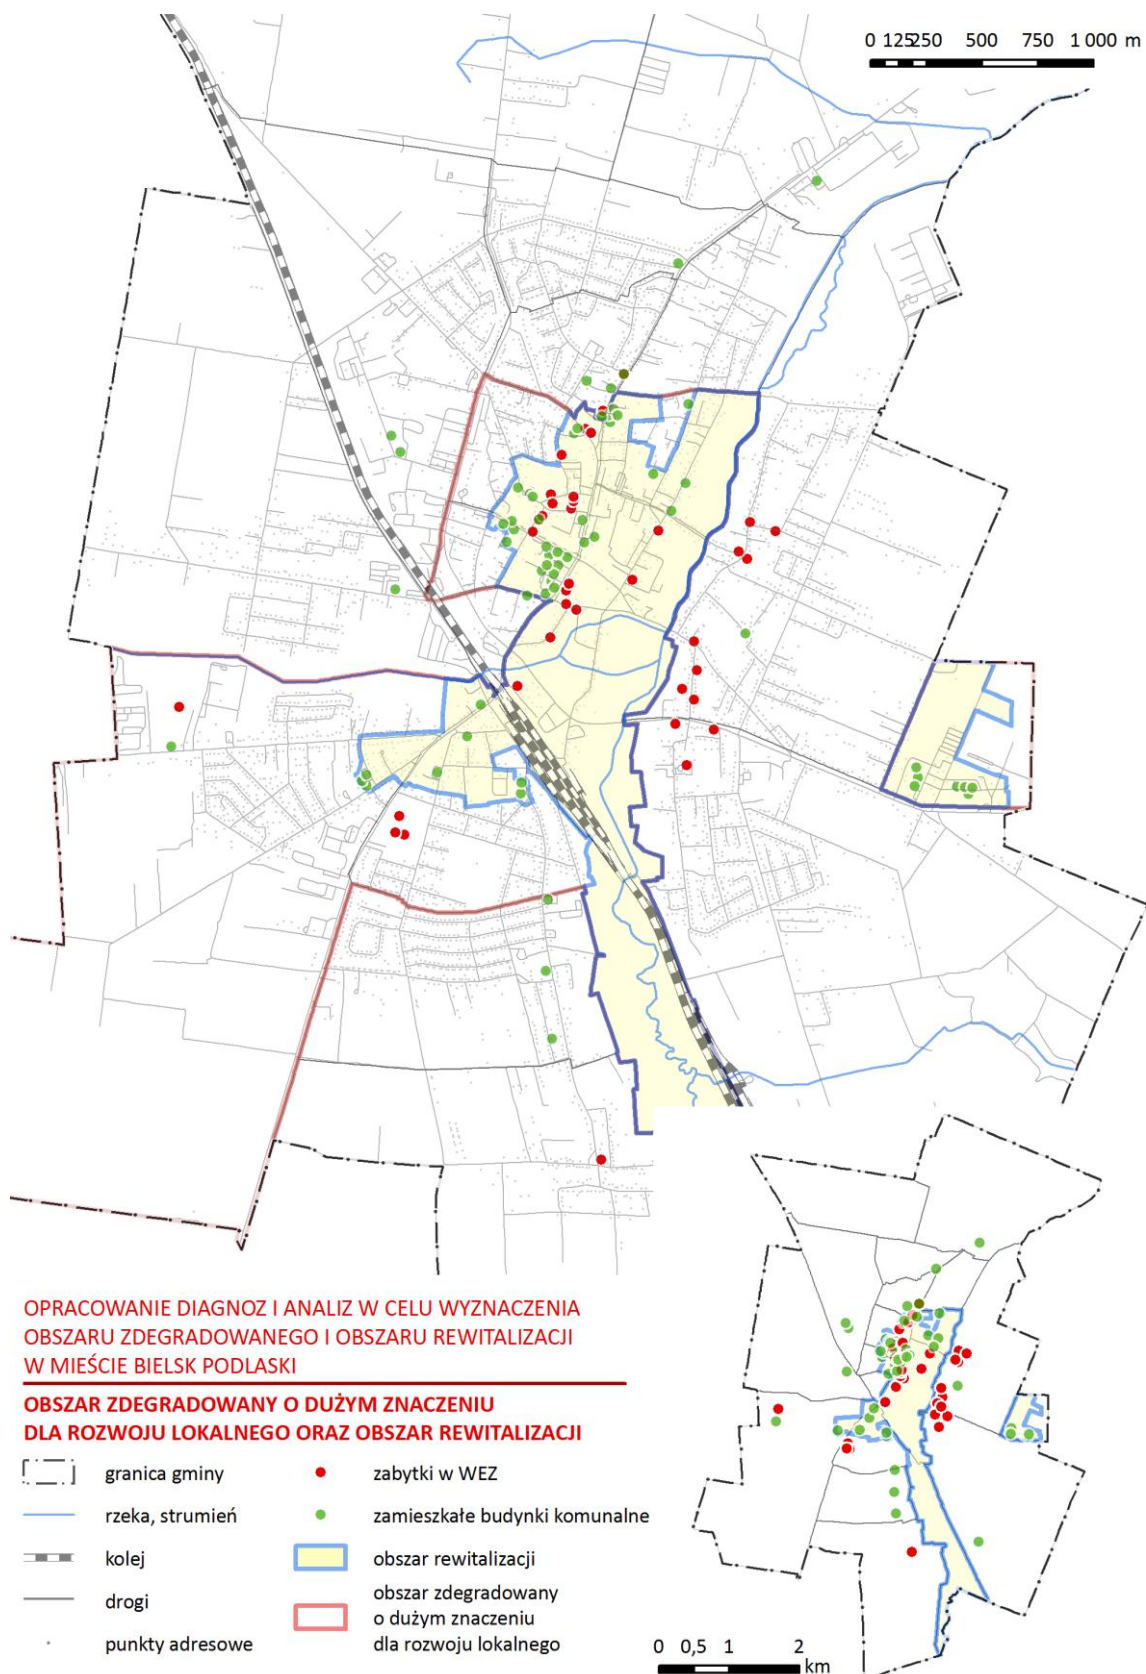 0 125250 500 750 1 000 m
OPRACOWANIE DIAGNOZ I ANALIZ W CELU WYZNACZENIA
OBSZARU ZDEGRADOWANEGO I OBSZARU REWITALIZACJI
W MIEŚCIE BIELSK PODLASKI
OBSZAR ZDEGRADOWANY O DUŻYM ZNACZENIU
DLA ROZWOJU LOKALNEGO ORAZ OBSZAR REWITALIZACJI
granica gminy
rzeka, strumień
kolej
drogi
punkty adresowe
zabytki w WEZ
zamieszkałe budynki komunalne
obszar rewitalizacji
obszar zdegradowany
o dużym znaczeniu
dla rozwoju lokalnego
0 0,5 1 2
km